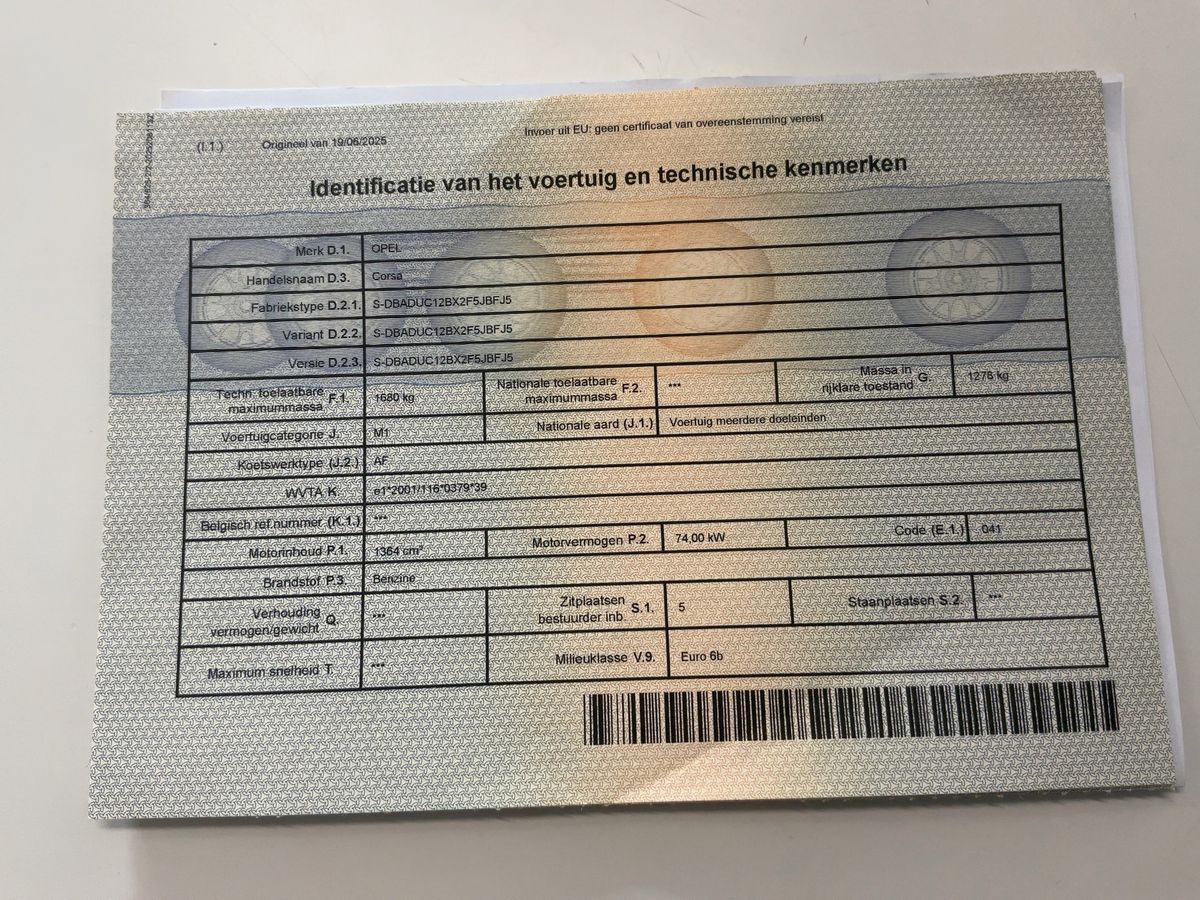 (I.1.) Origineel van 19/06/2025 Invoer uit EU: geen certificaat van overeenstemming vereist
Identificatie van het voertuig en technische kenmerken
Merk D.1. OPEL
Handelsnaam D.3. Corsa
Fabriekstype D.2.1. S-DBADUC12BX2F5JBFJ5
Variant D.2.2. S-DBADUC12BX2F5JBFJ5
Versie D.2.3. S-DBADUC12BX2F5JBFJ5
Techn. toelaatbare maximummassa F.1. 1680 kg Nationale toelaatbare maximummassa F.2. *** Massa in rijklare toestand G. 1276 kg
Voertuigcategorie J. M1 Nationale aard (J.1.) Voertuig meerdere doeleinden
Koetswerktype (J.2.) AF
WVTA K. e1*2001/116*0379*39
Belgisch ref.nummer (K.1.) ***
Motorinhoud P.1. 1364 cm³ Motorvermogen P.2. 74,00 kW Code (E.1.) 041
Brandstof P.3. Benzine
Verhouding vermogen/gewicht Q. *** Zitplaatsen bestuurder inb. S.1. 5 Staanplaatsen S.2. ***
Maximum snelheid T. *** Milieuklasse V.9. Euro 6b